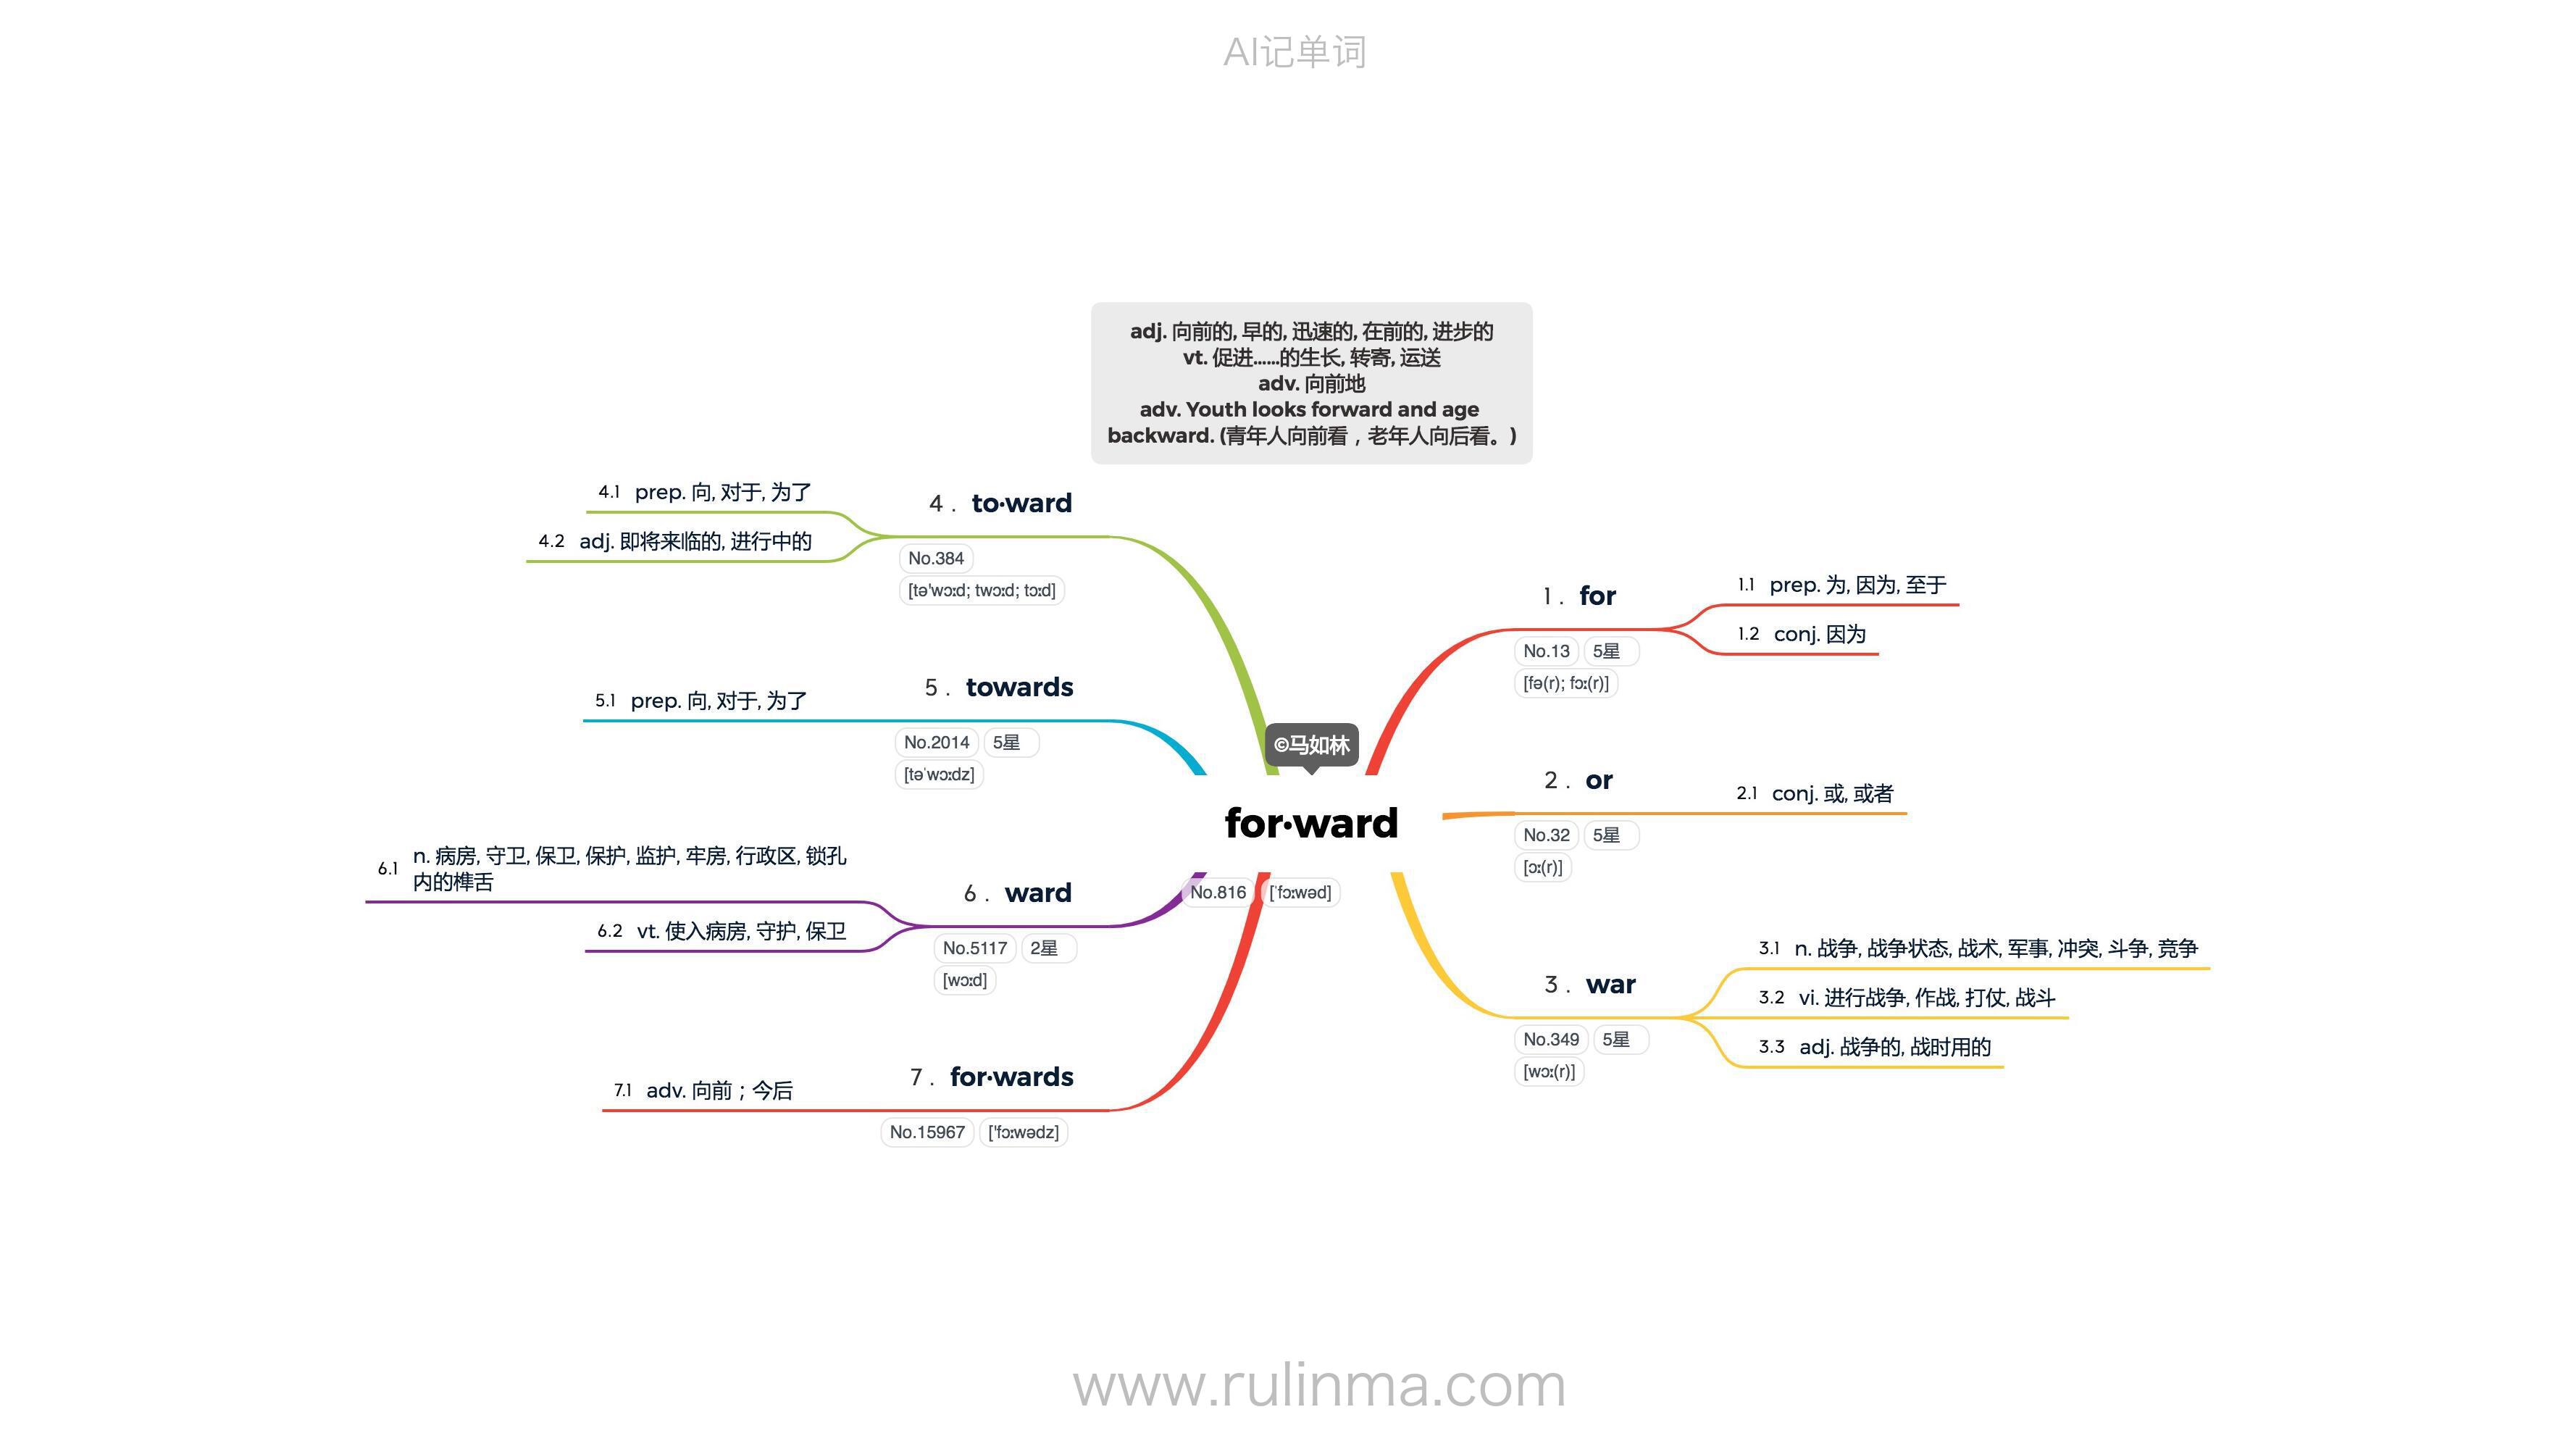 AI记单词
adj. 向前的, 早的, 迅速的, 在前的, 进步的
vt. 促进......的生长, 转寄, 运送
adv. 向前地
adv. Youth looks forward and age
backward. (青年人向前看，老年人向后看。)
©马如林
for·ward
No.816 [ˈfɔːwəd]
1. for
No.13 5星
[fə(r); fɔː(r)]
1.1 prep. 为, 因为, 至于
1.2 conj. 因为
2. or
No.32 5星
[ɔː(r)]
2.1 conj. 或, 或者
3. war
No.349 5星
[wɔː(r)]
3.1 n. 战争, 战争状态, 战术, 军事, 冲突, 斗争, 竞争
3.2 vi. 进行战争, 作战, 打仗, 战斗
3.3 adj. 战争的, 战时用的
4. to·ward
No.384
[tə'wɔːd; twɔːd; tɔːd]
4.1 prep. 向, 对于, 为了
4.2 adj. 即将来临的, 进行中的
5. towards
No.2014 5星
[təˈwɔːdz]
5.1 prep. 向, 对于, 为了
6. ward
No.5117 2星
[wɔːd]
6.1 n. 病房, 守卫, 保卫, 保护, 监护, 牢房, 行政区, 锁孔
内的榫舌
6.2 vt. 使入病房, 守护, 保卫
7. for·wards
No.15967 ['fɔːwədz]
7.1 adv. 向前；今后
www.rulinma.com